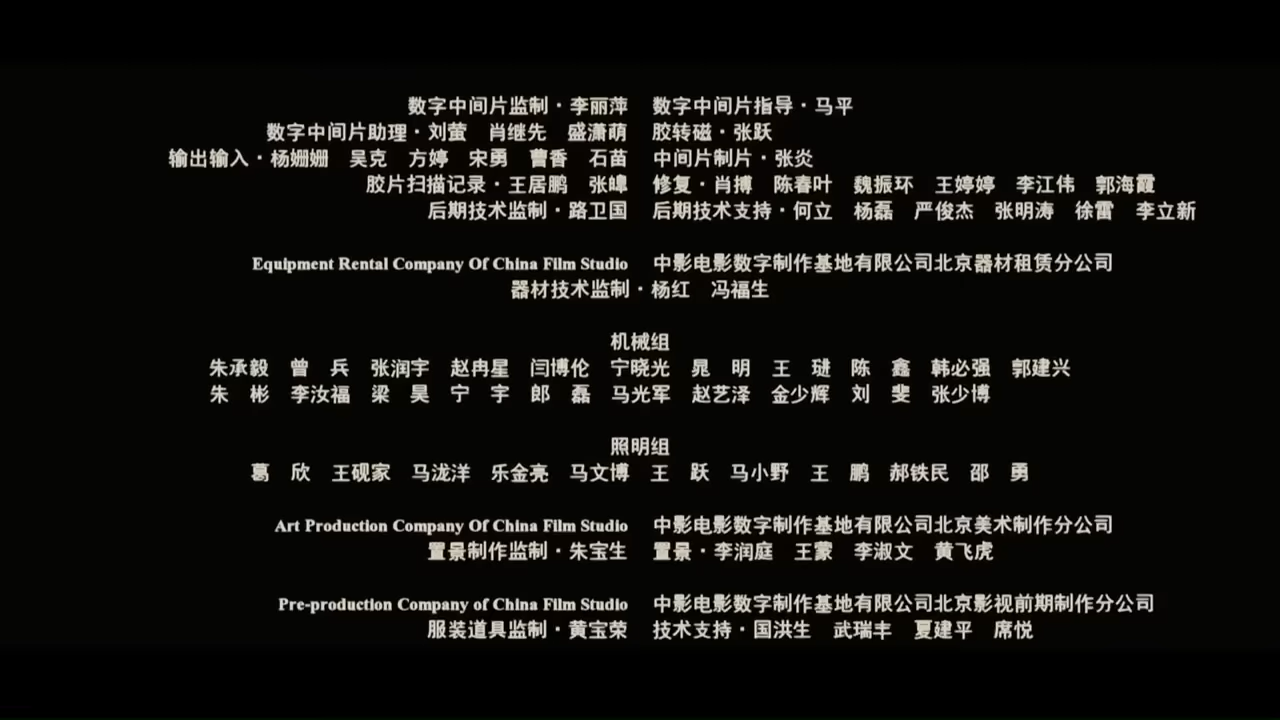 数字中间片监制·李丽萍 数字中间片指导·马平
数字中间片助理·刘萤 肖继先 盛潇萌 胶转磁·张跃
输出输入·杨姗姗 吴克 方婷 宋勇 曹香 石苗 中间片制片·张炎
胶片扫描记录·王居鹏 张皞 修复·肖搏 陈春叶 魏振环 王婷婷 李江伟 郭海霞
后期技术监制·路卫国 后期技术支持·何立 杨磊 严俊杰 张明涛 徐雷 李立新
Equipment Rental Company Of China Film Studio 中影电影数字制作基地有限公司北京器材租赁分公司
器材技术监制·杨红 冯福生
机械组
朱承毅 曾 兵 张润宇 赵冉星 闫博伦 宁晓光 晁 明 王 琎 陈 鑫 韩必强 郭建兴
朱 彬 李汝福 梁 昊 宁 宇 郎 磊 马光军 赵艺泽 金少辉 刘 斐 张少博
照明组
葛 欣 王砚家 马泷洋 乐金亮 马文博 王 跃 马小野 王 鹏 郝铁民 邵 勇
Art Production Company Of China Film Studio 中影电影数字制作基地有限公司北京美术制作分公司
置景制作监制·朱宝生 置景·李润庭 王蒙 李淑文 黄飞虎
Pre-production Company of China Film Studio 中影电影数字制作基地有限公司北京影视前期制作分公司
服装道具监制·黄宝荣 技术支持·国洪生 武瑞丰 夏建平 席悦